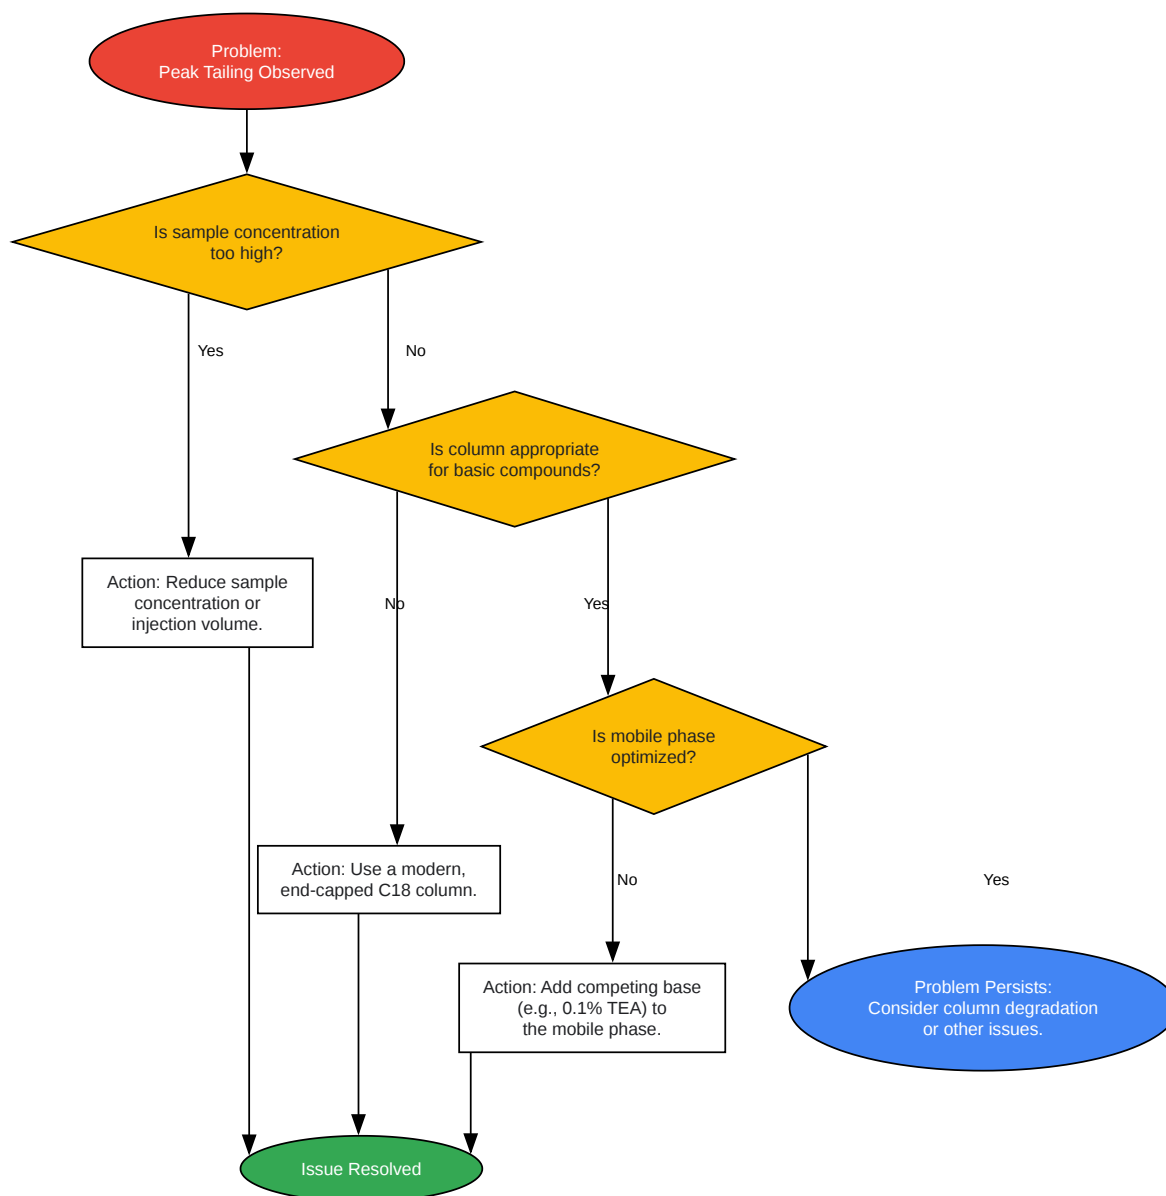 Problem:
Peak Tailing Observed
Is sample concentration
too high?
Yes
No
Is column appropriate
for basic compounds?
Action: Reduce sample
concentration or
injection volume.
No
Yes
Is mobile phase
optimized?
Action: Use a modern,
end-capped C18 column.
No
Yes
Action: Add competing base
(e.g., 0.1% TEA) to
the mobile phase.
Problem Persists:
Consider column degradation
or other issues.
Issue Resolved